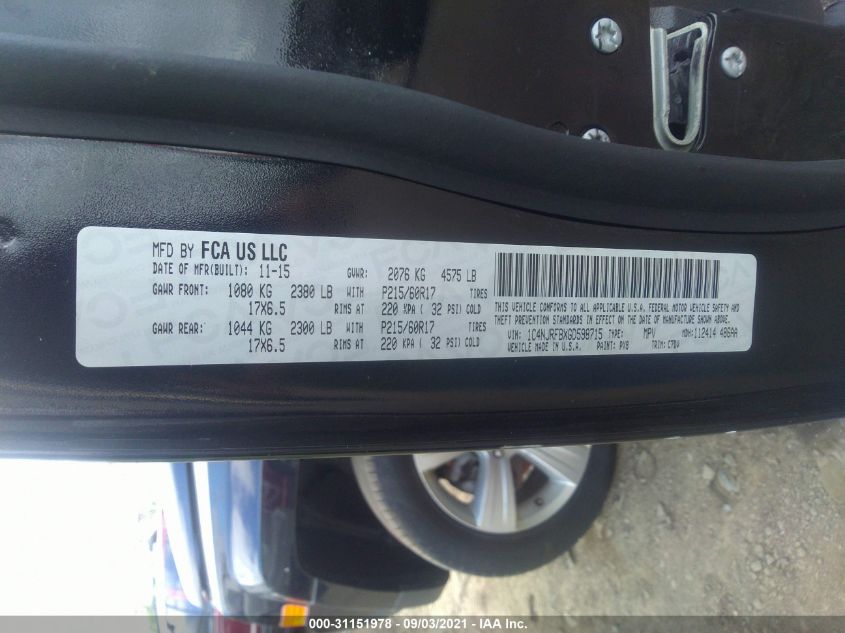 MFD BY FCA US LLC
DATE OF MFR(BUILT): 11-15 GVWR: 2076 KG 4575 LB
GAWR FRONT: 1080 KG 2380 LB WITH P215/60R17 TIRES
17X6.5 RIMS AT 220 KPA ( 32 PSI) COLD
GAWR REAR: 1044 KG 2300 LB WITH P215/60R17 TIRES
17X6.5 RIMS AT 220 KPA ( 32 PSI) COLD
THIS VEHICLE CONFORMS TO ALL APPLICABLE U.S.A. FEDERAL MOTOR VEHICLE SAFETY AND
THEFT PREVENTION STANDARDS IN EFFECT ON THE DATE OF MANUFACTURE SHOWN ABOVE.
VIN: 1C4NJRFBXGD598715 TYPE: MPV MDH: 112414 486AA
VEHICLE MADE IN U.S.A. PAINT: PX8 TRIM: C7DV
000-31151978 - 09/03/2021 - IAA Inc.